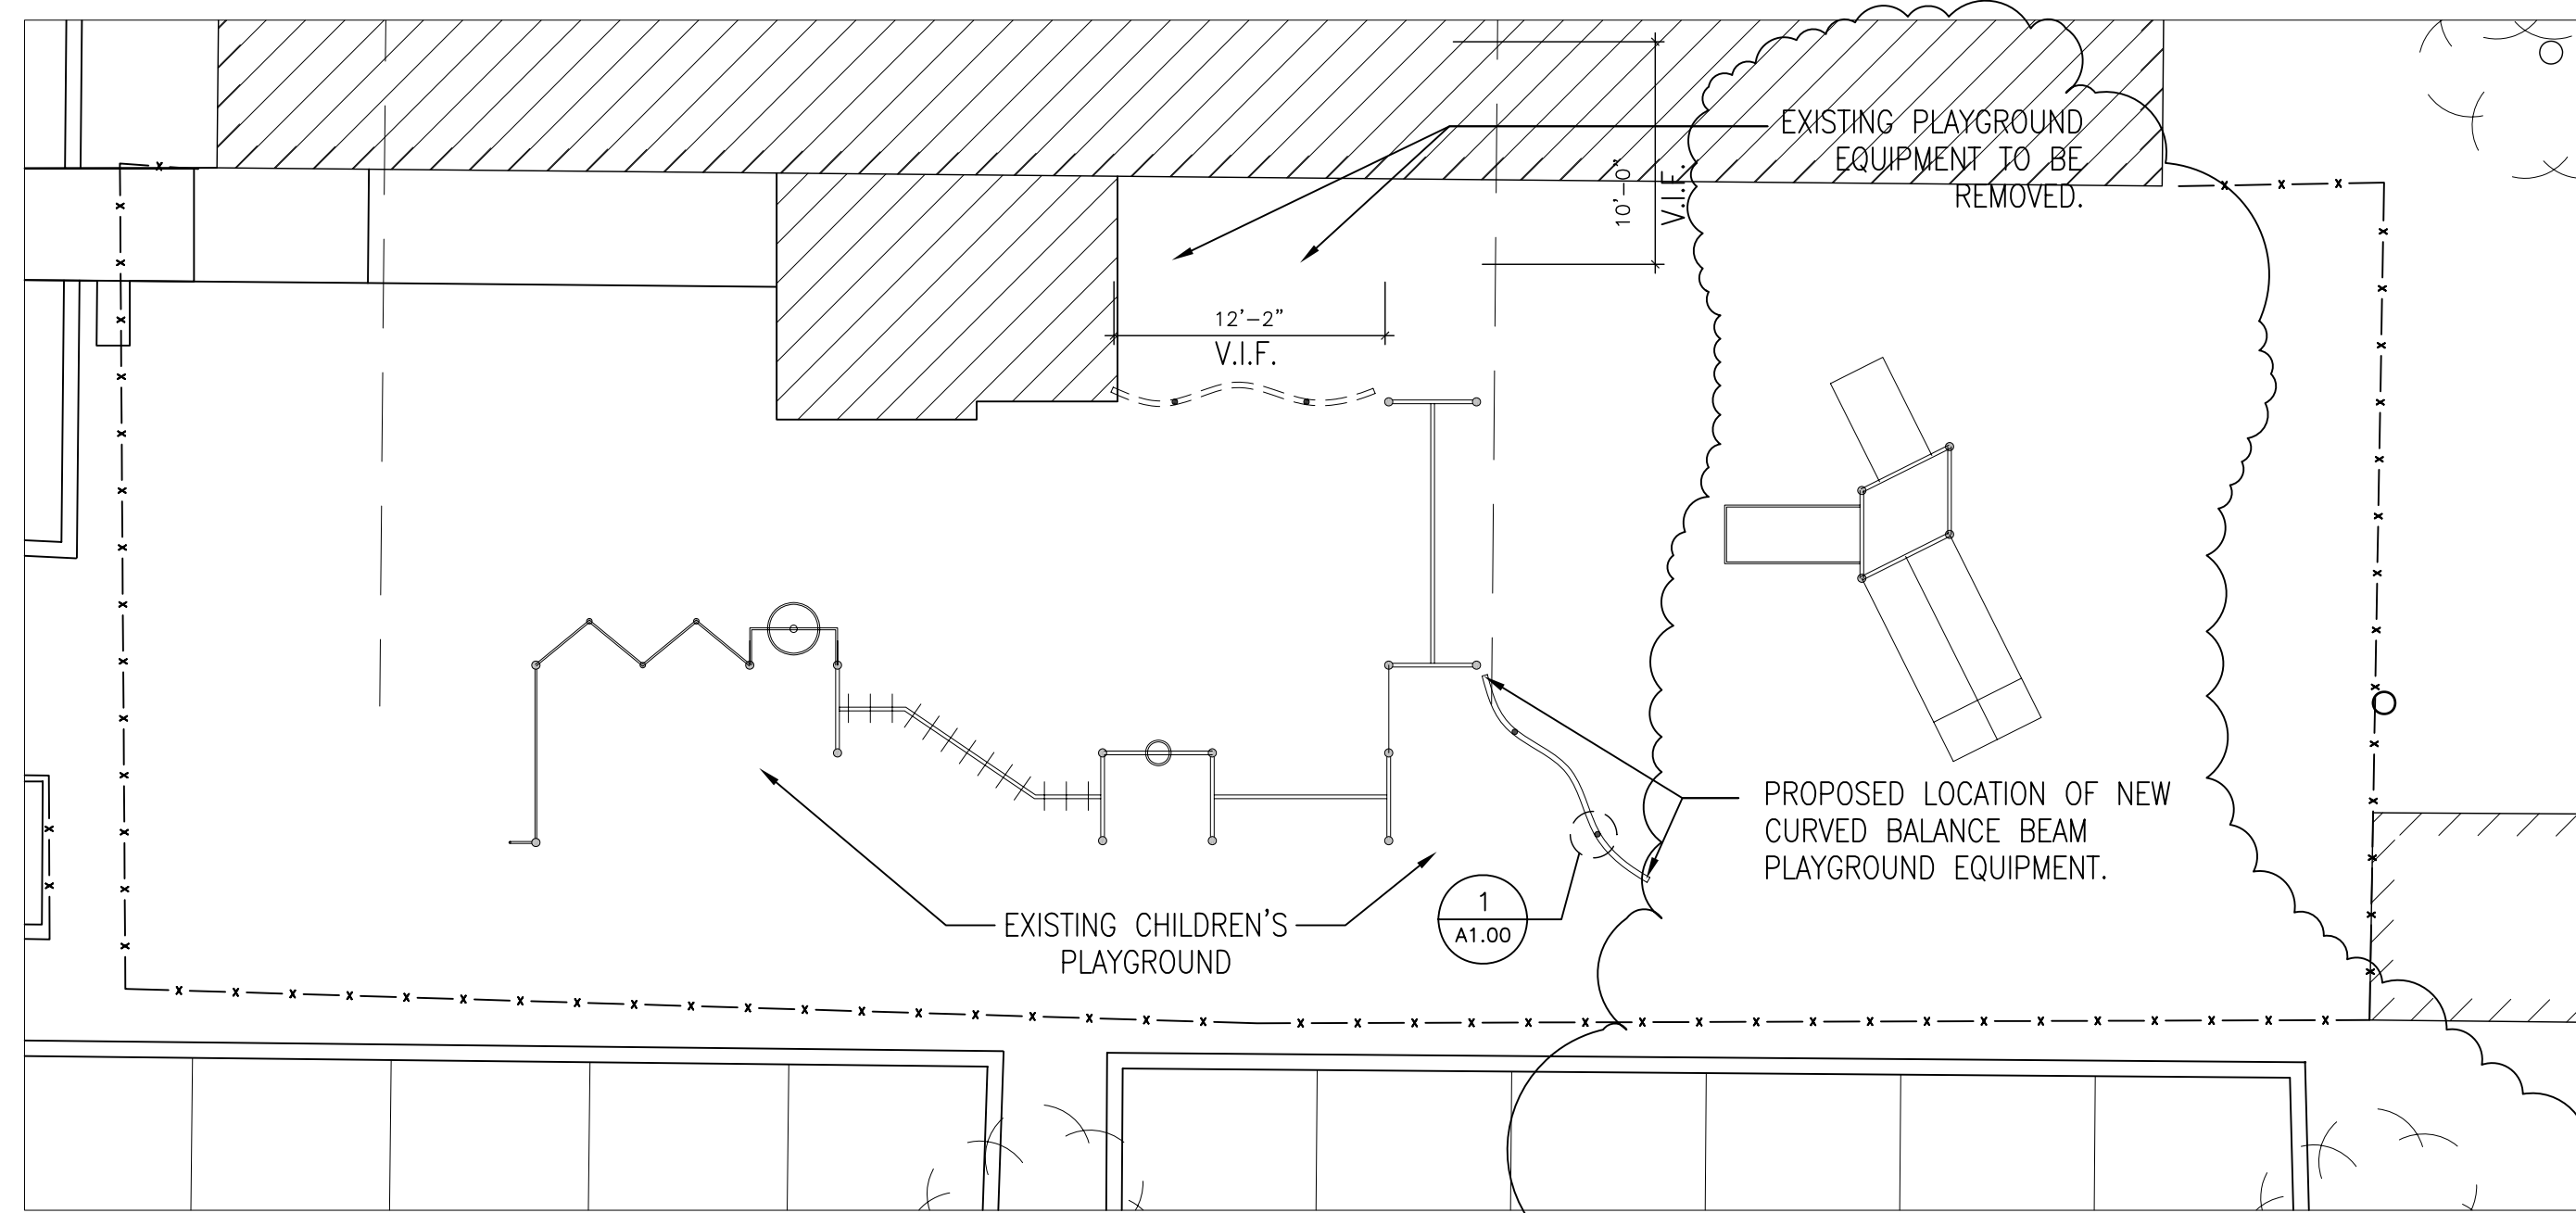 EXISTING PLAYGROUND
EQUIPMENT TO BE
REMOVED.
10'-0"
V.I.F.
12'-2"
V.I.F.
PROPOSED LOCATION OF NEW
CURVED BALANCE BEAM
PLAYGROUND EQUIPMENT.
1
A1.00
EXISTING CHILDREN'S
PLAYGROUND